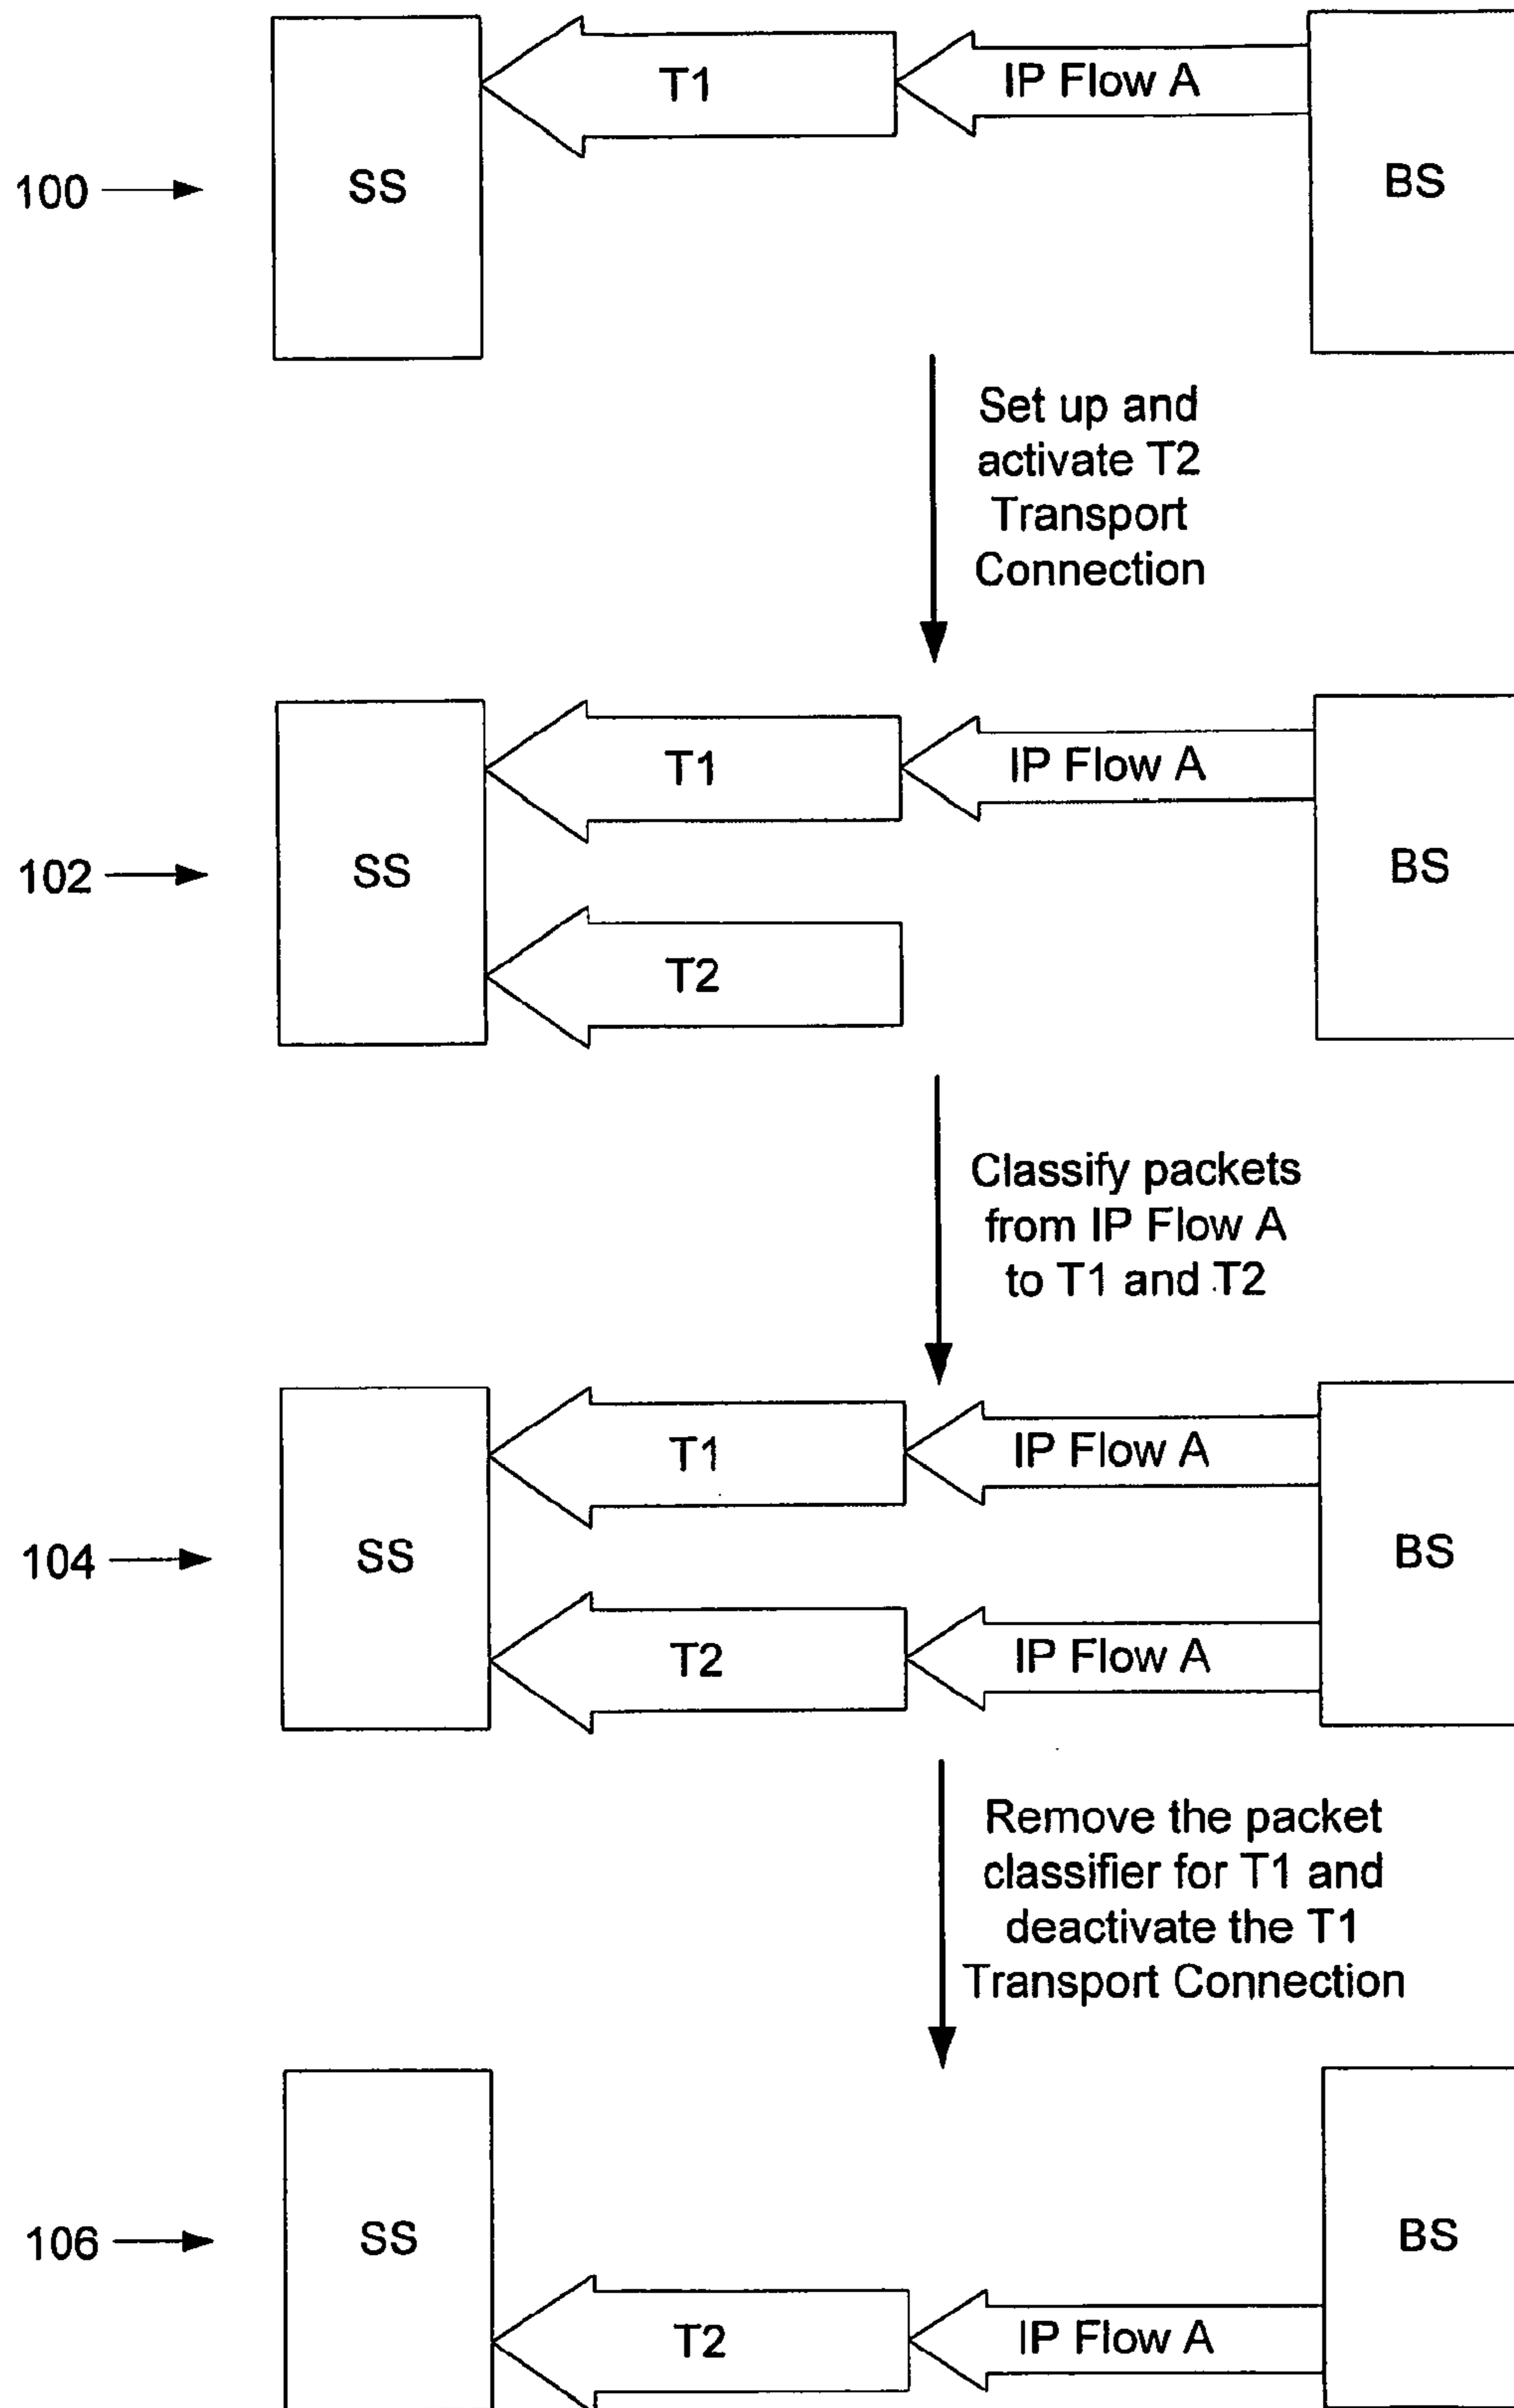 T1
IP Flow A
100
SS
BS
Set up and
activate T2
Transport
Connection
T1
IP Flow A
102
SS
BS
T2
Classify packets
from IP Flow A
to T1 and T2
T1
IP Flow A
104
SS
BS
T2
IP Flow A
Remove the packet
classifier for T1 and
deactivate the T1
Transport Connection
106
SS
BS
T2
IP Flow A